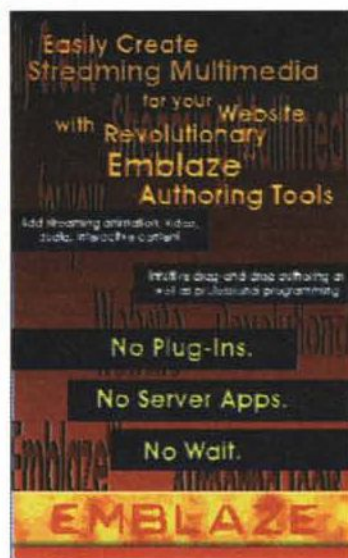 Easily Create
Streaming Multimedia
for your Website
with Revolutionary
Emblaze
Authoring Tools
Add streaming animation, video,
audio, interactive content
Intuitive drag-and-drop authoring as
well as professional programming
No Plug-Ins.
No Server Apps.
No Wait.
EMBLAZE